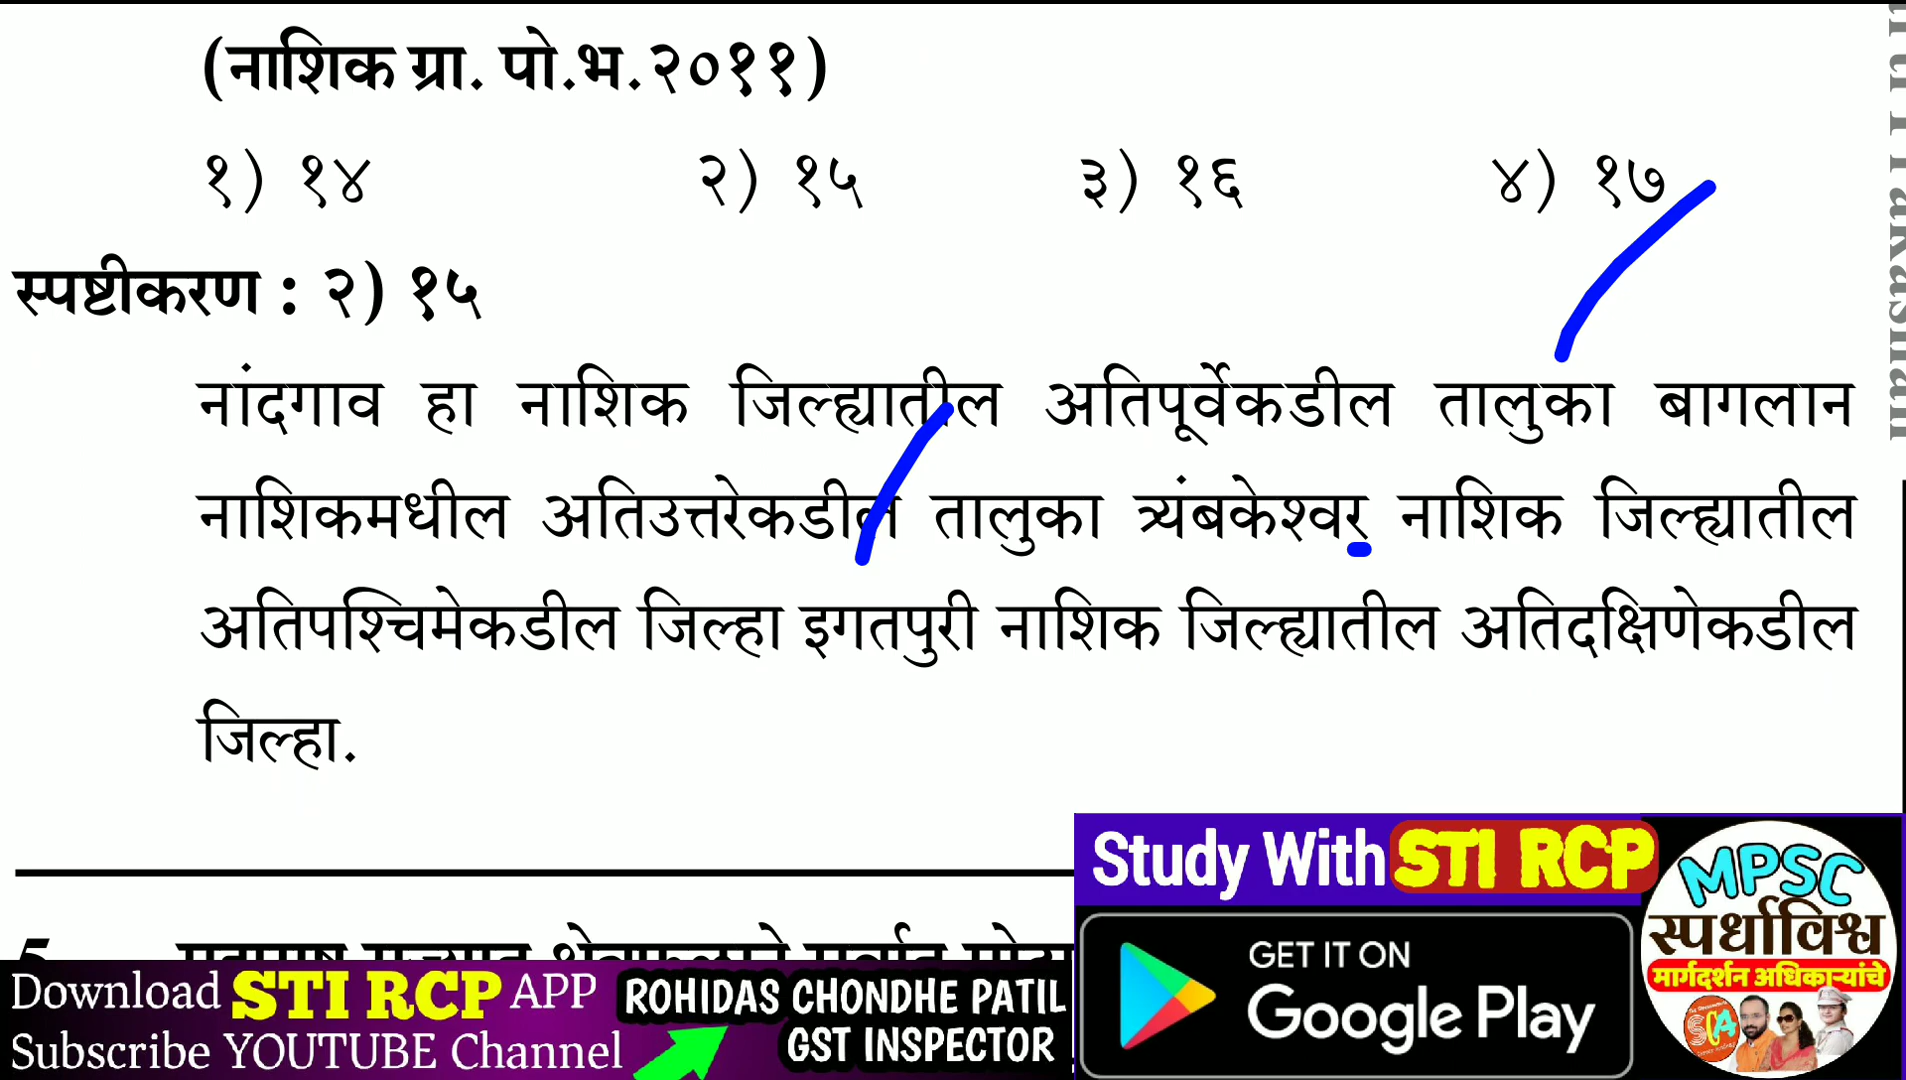 (नाशिक ग्रा. पो.भ.२०११)
१) १४ २) १५ ३) १६ ४) १७
स्पष्टीकरण : २) १५
नांदगाव हा नाशिक जिल्ह्यातील अतिपूर्वेकडील तालुका बागलान
नाशिकमधील अतिउत्तरेकडील तालुका त्र्यंबकेश्वर नाशिक जिल्ह्यातील
अतिपश्चिमेकडील जिल्हा इगतपुरी नाशिक जिल्ह्यातील अतिदक्षिणेकडील
जिल्हा.
Study With STI RCP
GET IT ON
Google Play
MPSC
स्पर्धाविश्व
मार्गदर्शन अधिकाऱ्यांचे
Download STI RCP APP
Subscribe YOUTUBE Channel
ROHIDAS CHONDHE PATIL
GST INSPECTOR